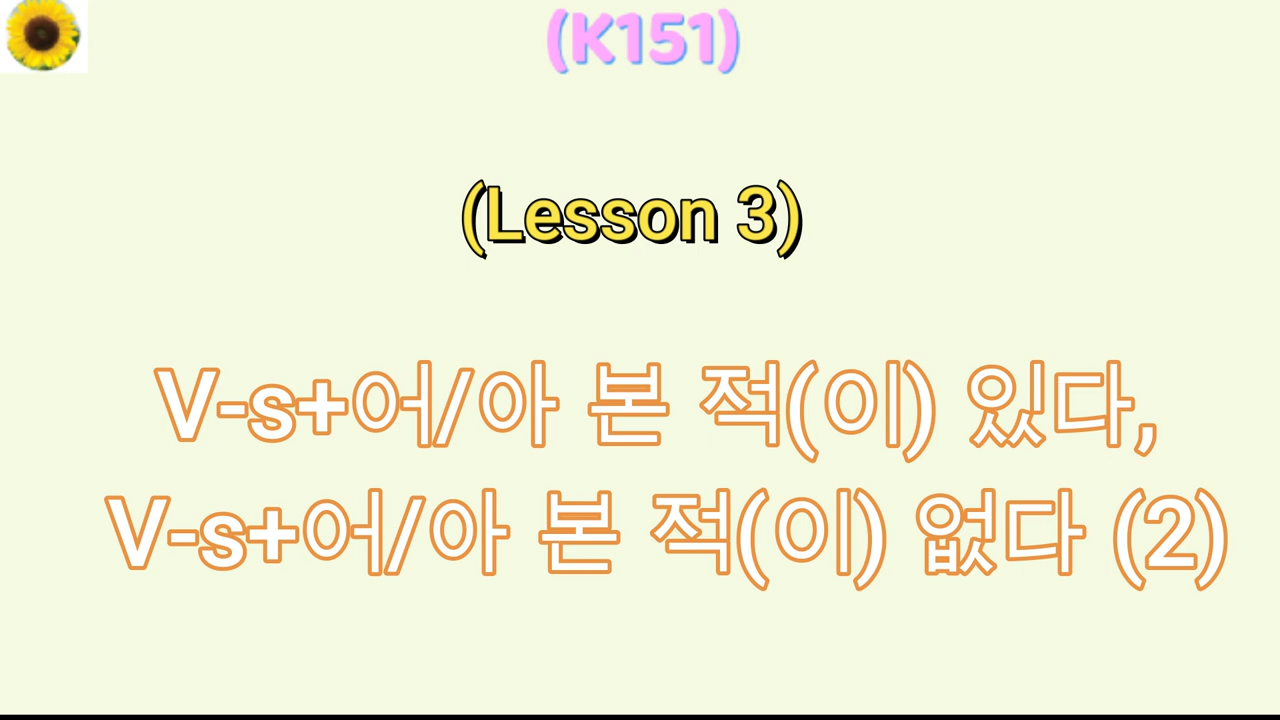 (K151)
(Lesson 3)
V-s+어/아 본 적(이) 있다,
V-s+어/아 본 적(이) 없다 (2)